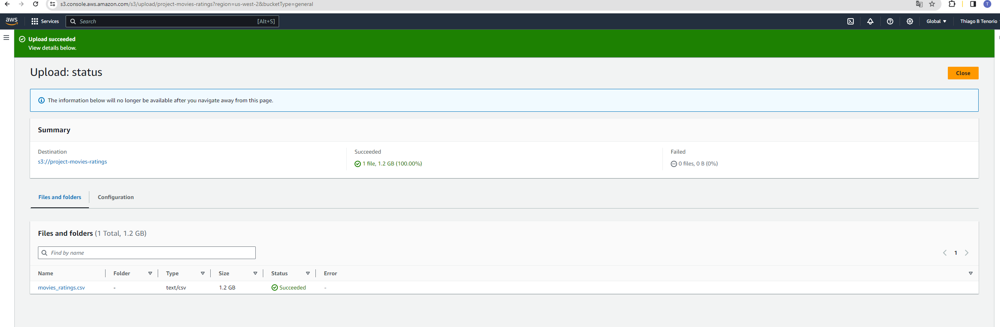 s3.console.aws.amazon.com/s3/upload/project-movies-ratings?region=us-west-2&bucketType=general
T
aws Services Search [Alt+S] Global Thiago B Tenorio
Upload succeeded
View details below.
Upload: status
Close
The information below will no longer be available after you navigate away from this page.
Summary
Destination Succeeded Failed
s3://project-movies-ratings 1 file, 1.2 GB (100.00%) 0 files, 0 B (0%)
Files and folders Configuration
Files and folders (1 Total, 1.2 GB)
Find by name 1
Name Folder Type Size Status Error
movies_ratings.csv - text/csv 1.2 GB Succeeded -